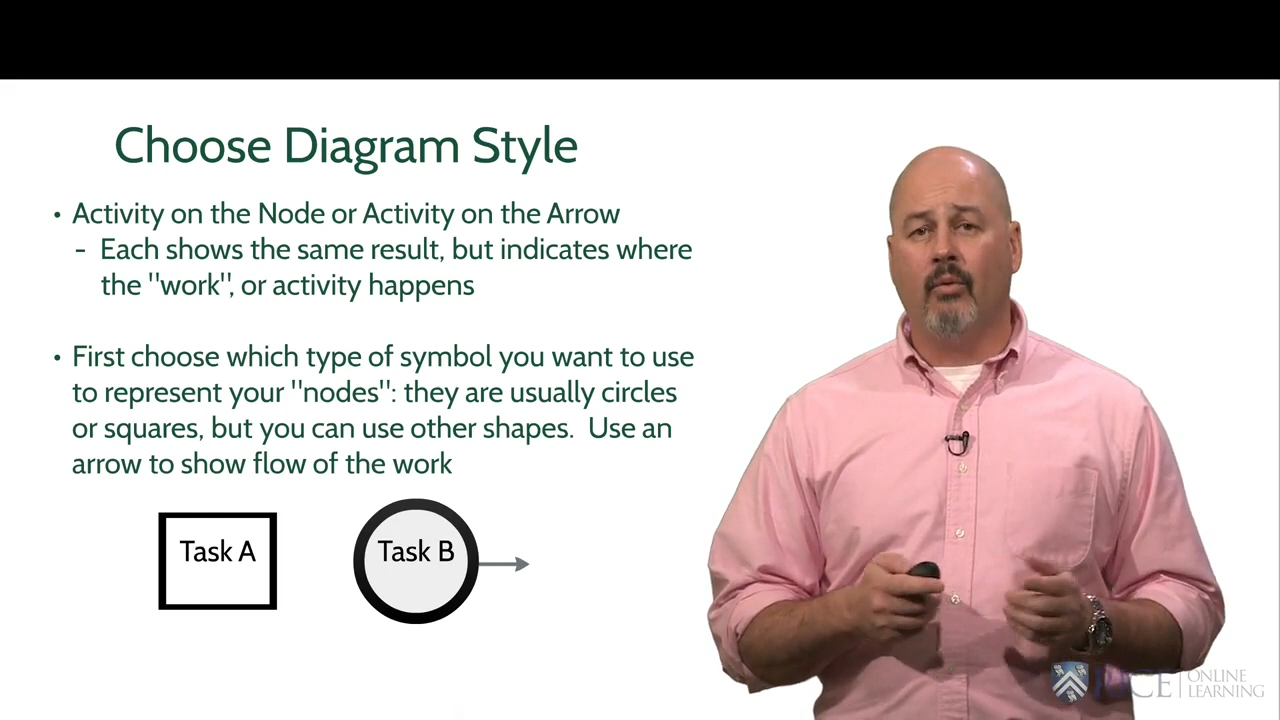 Choose Diagram Style
• Activity on the Node or Activity on the Arrow
- Each shows the same result, but indicates where
the "work", or activity happens
• First choose which type of symbol you want to use
to represent your "nodes": they are usually circles
or squares, but you can use other shapes. Use an
arrow to show flow of the work
Task A
Task B
RICE
ONLINE
LEARNING